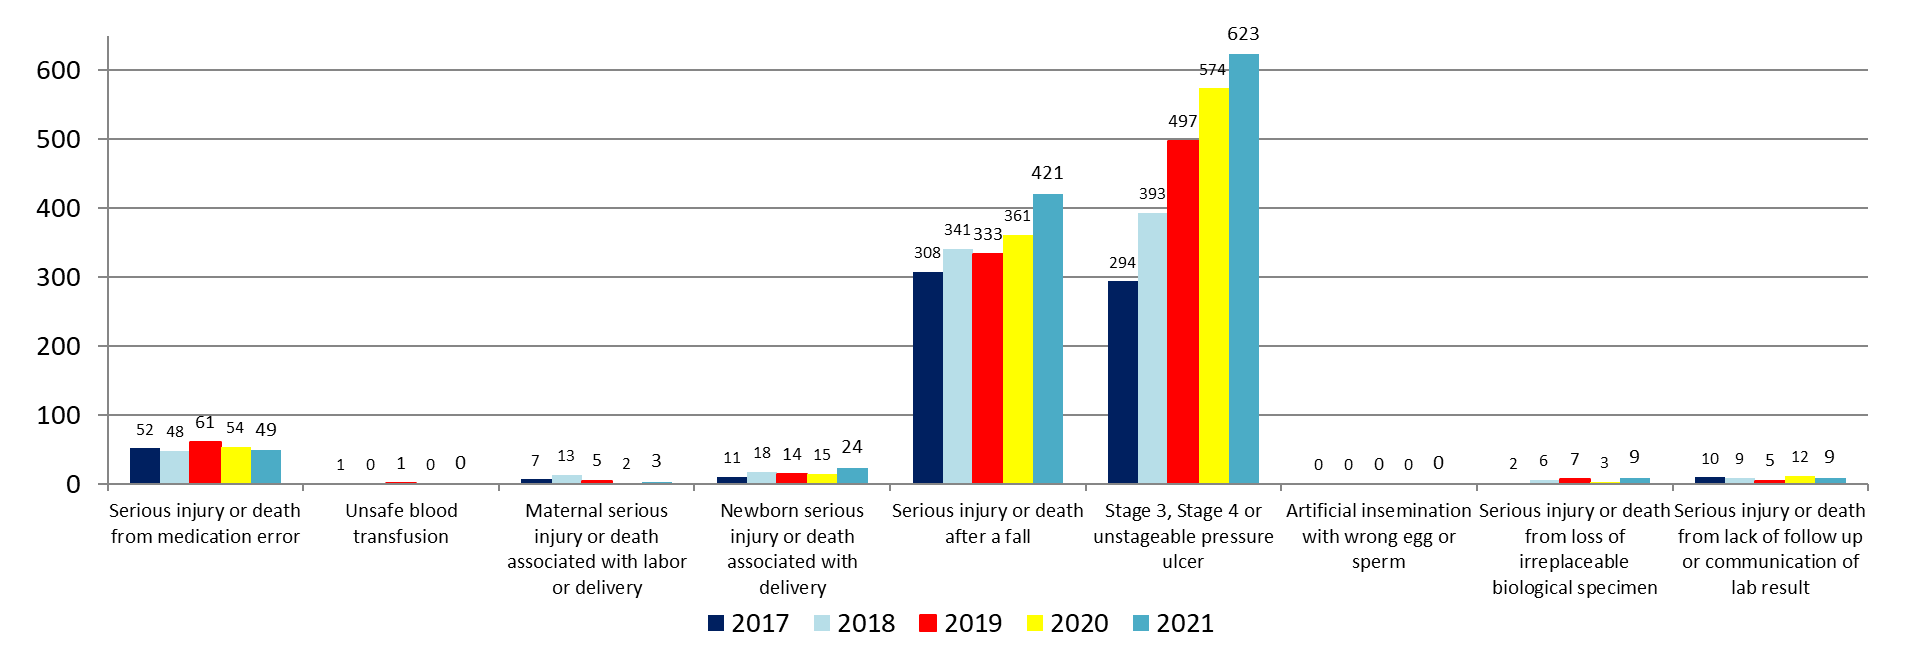 600
500
400
300
200
100
0
52 48 61 54 49
1 0 1 0 0
7 13 5 2 3
11 18 14 15 24
308 341 333 361 421
294 393 497 574 623
0 0 0 0 0
2 6 7 3 9
10 9 5 12 9
Serious injury or death
from medication error
Unsafe blood
transfusion
Maternal serious
injury or death
associated with labor
or delivery
Newborn serious
injury or death
associated with
delivery
Serious injury or death
after a fall
Stage 3, Stage 4 or
unstageable pressure
ulcer
Artificial insemination
with wrong egg or
sperm
Serious injury or death
from loss of
irreplaceable
biological specimen
Serious injury or death
from lack of follow up
or communication of
lab result
2017 2018 2019 2020 2021